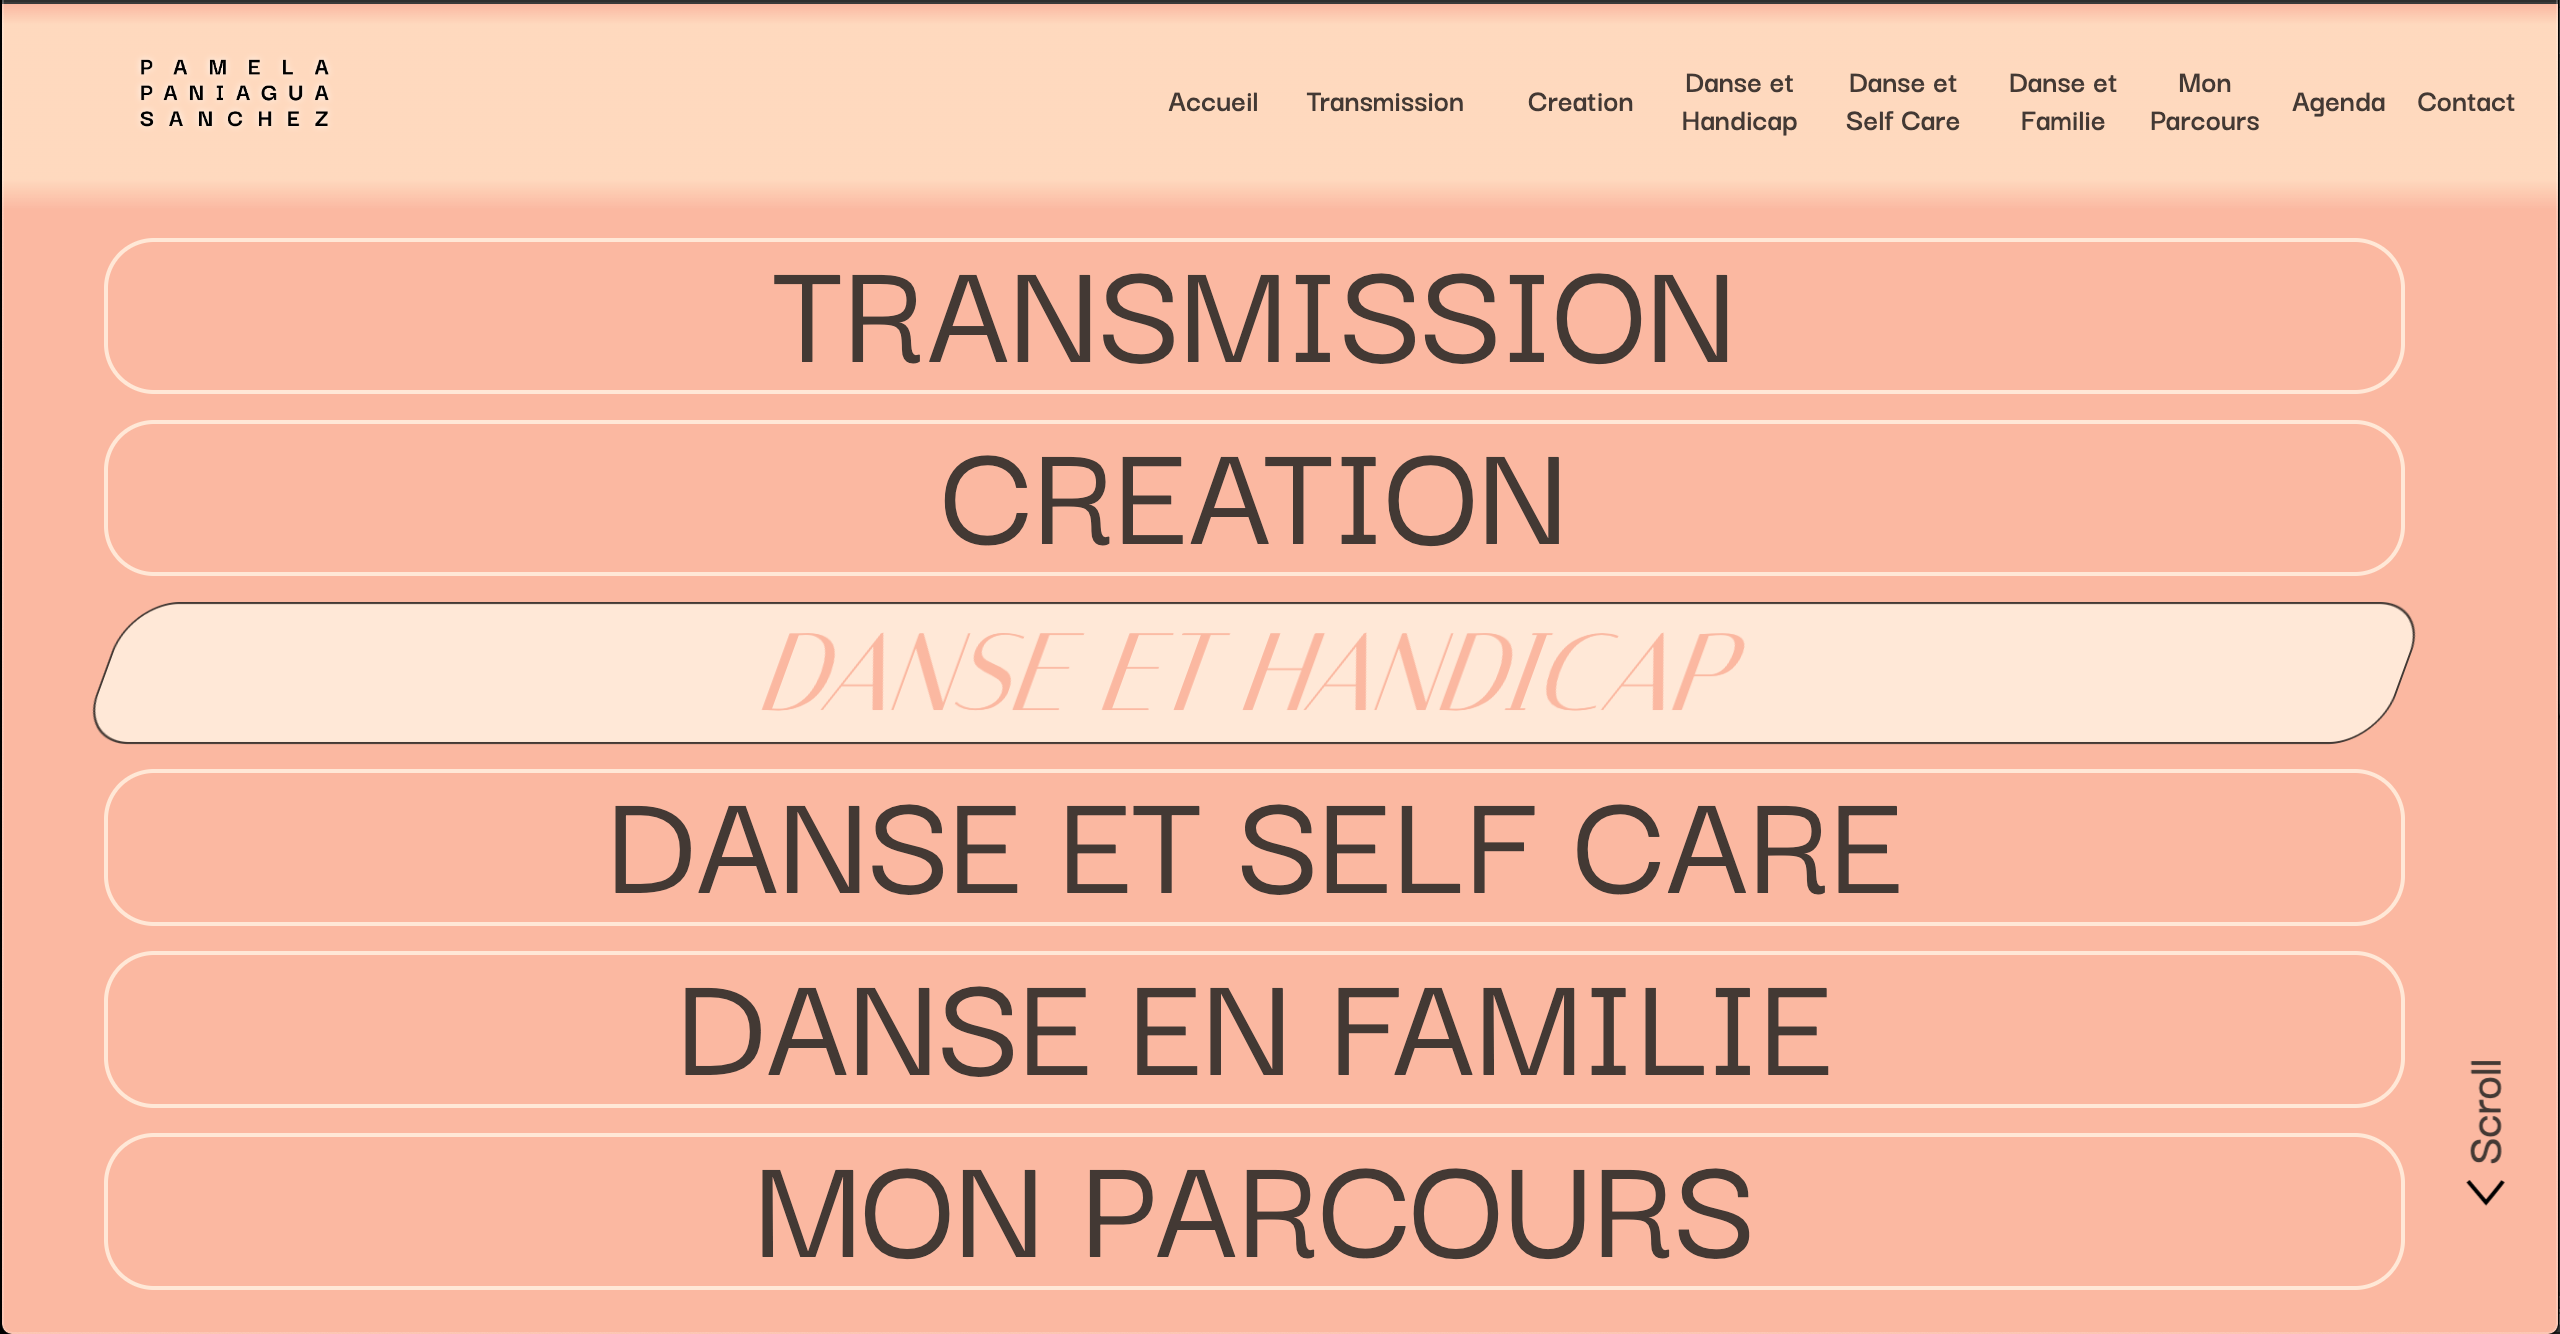 PAMELA
PANIAGUA
SANCHEZ
Accueil
Transmission
Creation
Danse et
Handicap
Danse et
Self Care
Danse et
Familie
Mon
Parcours
Agenda
Contact
TRANSMISSION
CREATION
DANSE ET HANDICAP
DANSE ET SELF CARE
DANSE EN FAMILIE
MON PARCOURS
Scroll